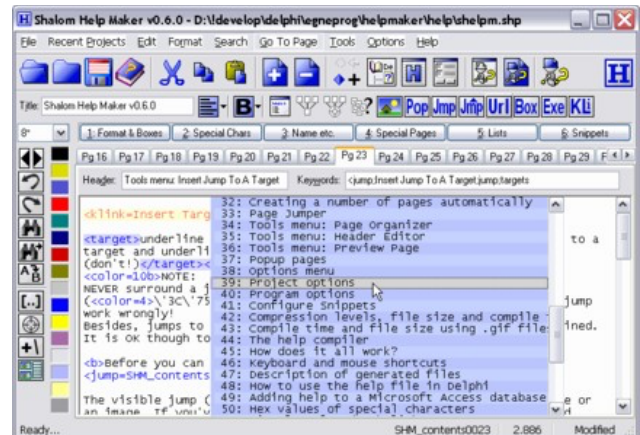 Shalom Help Maker v0.6.0 - D:\!develop\delphi\egneprog\helpmaker\help\shelpm.shp
File Recent Projects Edit Format Search Go To Page Tools Options Help
Title: Shalom Help Maker v0.6.0 B Pop Jmp Jmp Url Box Exe KLi H
8" 1: Format & Boxes 2: Special Chars 3: Name etc. 4: Special Pages 5: Lists 6: Snippets
Pg 16 Pg 17 Pg 18 Pg 19 Pg 20 Pg 21 Pg 22 Pg 23 Pg 24 Pg 25 Pg 26 Pg 27 Pg 28 Pg 29
Header: Tools menu: Insert Jump To A Target Keywords: <jump;Insert Jump To A Target;jump;targets
32: Creating a number of pages automatically
<klink=Insert Targ 33: Page Jumper
34: Tools menu: Page Organizer
<target>underline 35: Tools menu: Header Editor to a
target and underli 36: Tools menu: Preview Page
(don't!)</target>< 37: Popup pages
<color=10b>NOTE: 38: Options menu
NEVER surround a j 39: Project options
(<color=4>\'3C\'75 40: Program options jump
work wrongly! 41: Configure Snippets
Besides, jumps to 42: Compression levels, file size and compile
It is OK though to 43: Compile time and file size using .gif files ined.
44: The help compiler
<b>Before you can 45: How does it all work?
<jump=SHM_contents 46: Keyboard and mouse shortcuts
47: Description of generated files
The visible jump ( 48: How to use the help file in Delphi
49: Adding help to a Microsoft Access database e or
an image. If you'v 50: Hex values of special characters
Ready... SHM_contents0023 2.886 Modified